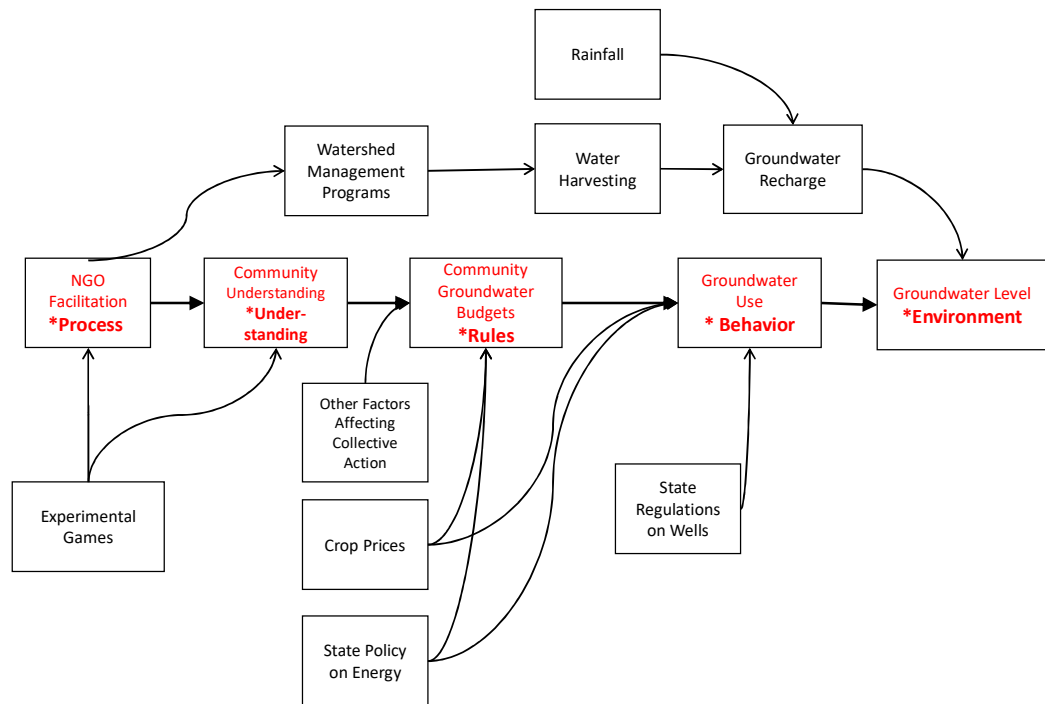 Rainfall
Watershed
Management
Programs
Water
Harvesting
Groundwater
Recharge
NGO
Facilitation
*Process
Community
Understanding
*Under-
standing
Community
Groundwater
Budgets
*Rules
Groundwater
Use
* Behavior
Groundwater Level
*Environment
Other Factors
Affecting
Collective
Action
Experimental
Games
Crop Prices
State
Regulations
on Wells
State Policy
on Energy